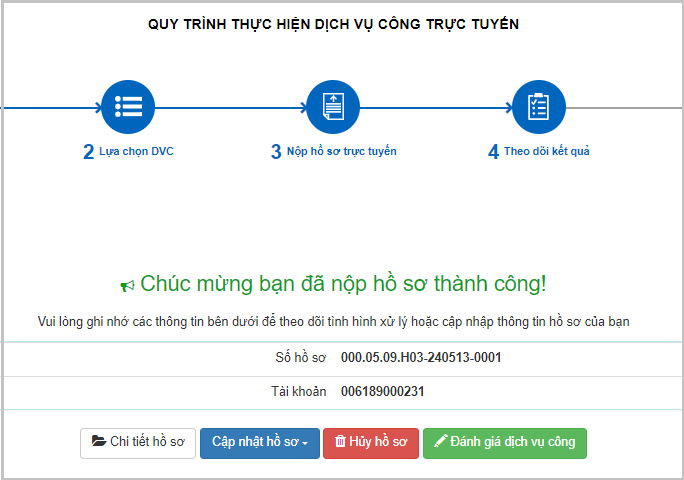 QUY TRÌNH THỰC HIỆN DỊCH VỤ CÔNG TRỰC TUYẾN
2 Lựa chọn DVC
3 Nộp hồ sơ trực tuyến
4 Theo dõi kết quả
Chúc mừng bạn đã nộp hồ sơ thành công!
Vui lòng ghi nhớ các thông tin bên dưới để theo dõi tình hình xử lý hoặc cập nhập thông tin hồ sơ của bạn
Số hồ sơ 000.05.09.H03-240513-0001
Tài khoản 006189000231
Chi tiết hồ sơ Cập nhật hồ sơ Hủy hồ sơ Đánh giá dịch vụ công